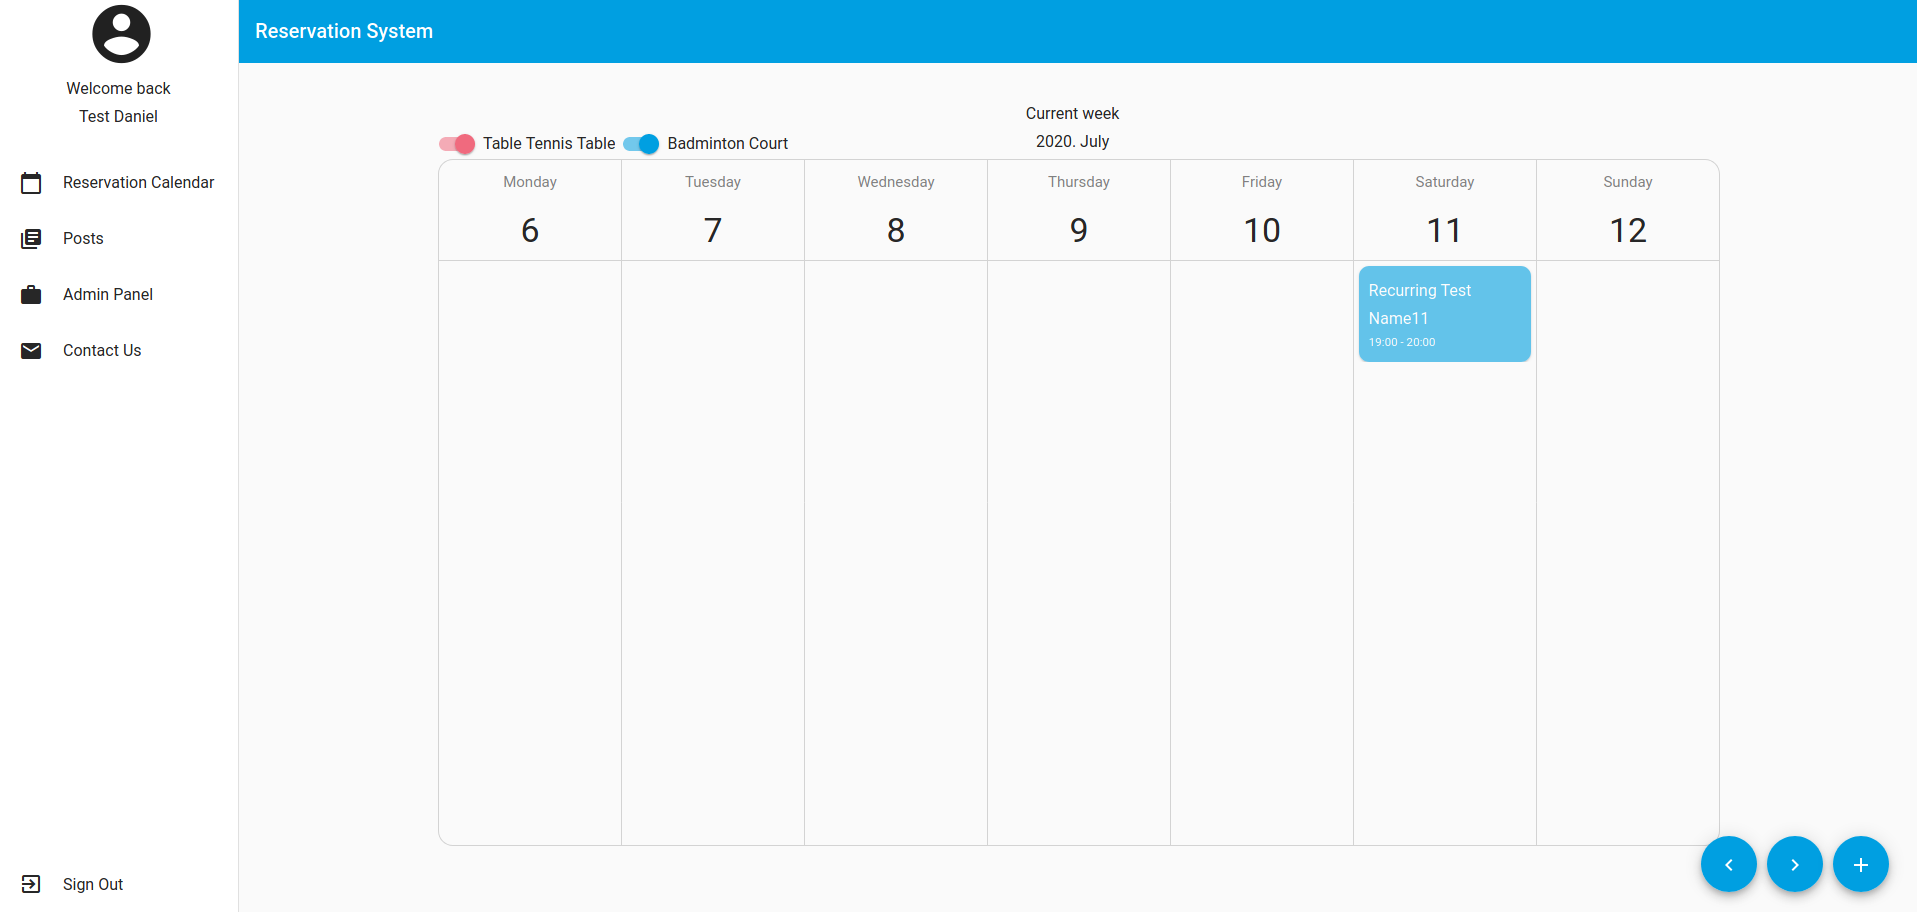 Reservation System
Welcome back
Test Daniel
Reservation Calendar
Posts
Admin Panel
Contact Us
Sign Out
Current week
2020. July
Table Tennis Table Badminton Court
Monday Tuesday Wednesday Thursday Friday Saturday Sunday
6 7 8 9 10 11 12
Recurring Test
Name11
19:00 - 20:00